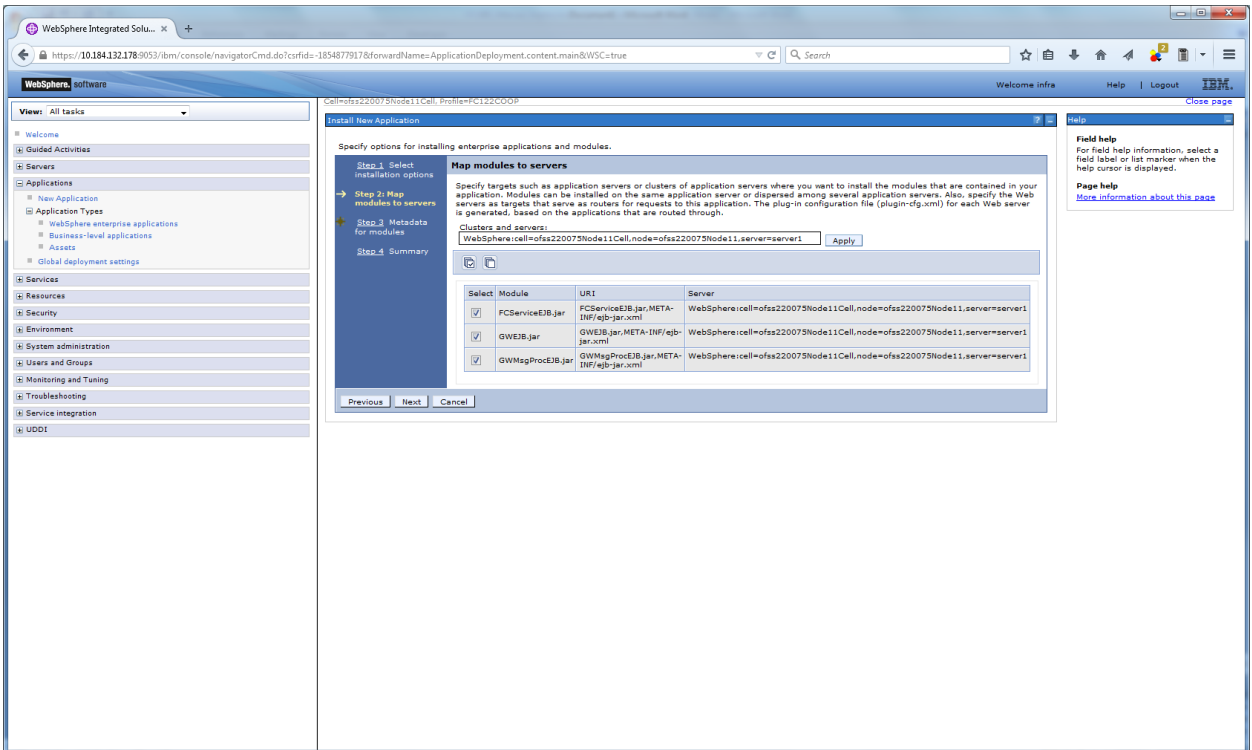 WebSphere Integrated Solu... × +
https://10.184.132.178:9053/ibm/console/navigatorCmd.do?csrfid=-1854877917&forwardName=ApplicationDeployment.content.main&WSC=true
Search
2
WebSphere. software
Welcome infra
Help | Logout
IBM.
View: All tasks
Welcome
Guided Activities
Servers
Applications
New Application
Application Types
WebSphere enterprise applications
Business-level applications
Assets
Global deployment settings
Services
Resources
Security
Environment
System administration
Users and Groups
Monitoring and Tuning
Troubleshooting
Service integration
UDDI
Cell=ofss220075Node11Cell, Profile=FC122COOP
Close page
Install New Application
Specify options for installing enterprise applications and modules.
Step 1 Select
installation options
Step 2: Map
modules to servers
Step 3 Metadata
for modules
Step 4 Summary
Map modules to servers
Specify targets such as application servers or clusters of application servers where you want to install the modules that are contained in your
application. Modules can be installed on the same application server or dispersed among several application servers. Also, specify the Web
servers as targets that serve as routers for requests to this application. The plug-in configuration file (plugin-cfg.xml) for each Web server
is generated, based on the applications that are routed through.
Clusters and servers:
WebSphere:cell=ofss220075Node11Cell,node=ofss220075Node11,server=server1
Apply
Select Module URI Server
FCServiceEJB.jar FCServiceEJB.jar,META- WebSphere:cell=ofss220075Node11Cell,node=ofss220075Node11,server=server1
INF/ejb-jar.xml
GWEJB.jar GWEJB.jar,META-INF/ejb- WebSphere:cell=ofss220075Node11Cell,node=ofss220075Node11,server=server1
jar.xml
GWMsgProcEJB.jar GWMsgProcEJB.jar,META- WebSphere:cell=ofss220075Node11Cell,node=ofss220075Node11,server=server1
INF/ejb-jar.xml
Previous Next Cancel
Help
Field help
For field help information, select a
field label or list marker when the
help cursor is displayed.
Page help
More information about this page